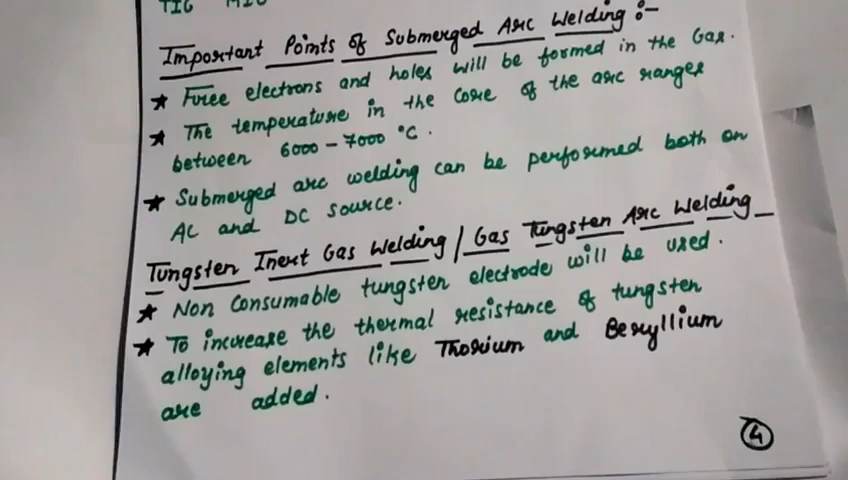 TIG MIG
Important Points of Submerged Arc Welding :-
★ Free electrons and holes will be formed in the Gas.
★ The temperature in the core of the arc ranges
between 6000 - 7000 °C.
★ Submerged arc welding can be performed both on
AC and DC source.
Tungsten Inert Gas Welding / Gas Tungsten Arc Welding
★ Non Consumable tungsten electrode will be used.
★ To increase the thermal resistance of tungsten
alloying elements like Thorium and Beryllium
are added.
4